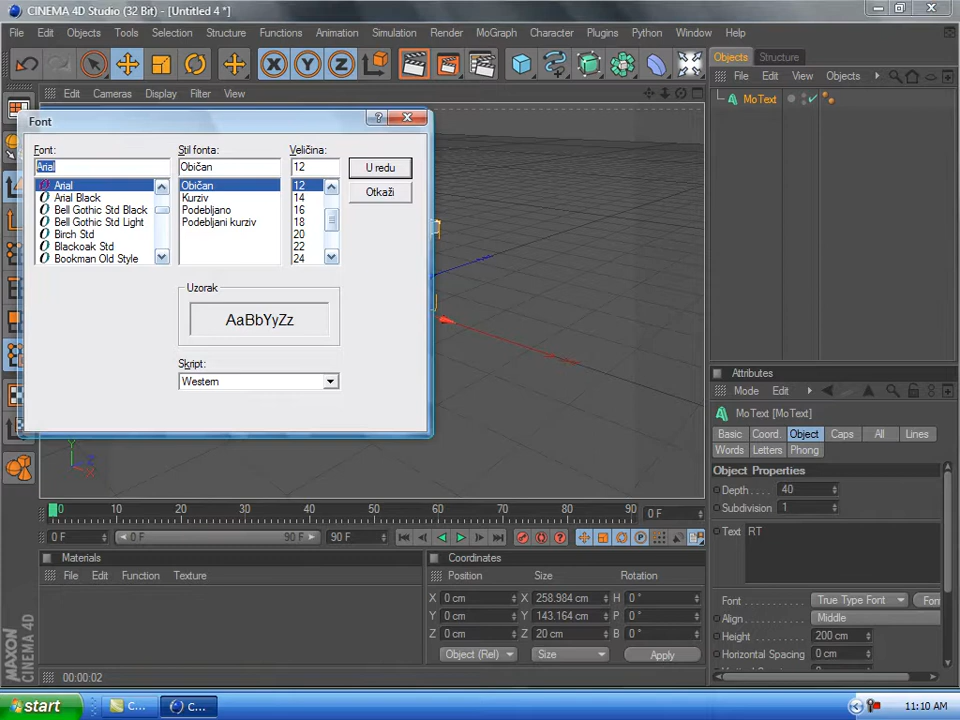 CINEMA 4D Studio (32 Bit) - [Untitled 4 *]
File Edit Objects Tools Selection Structure Functions Animation Simulation Render MoGraph Character Plugins Python Window Help
X Y Z
Objects Structure
Edit Cameras Display Filter View
File Edit View Objects
MoText
Font
Font:
Arial
Arial
Arial Black
Bell Gothic Std Black
Bell Gothic Std Light
Birch Std
Blackoak Std
Bookman Old Style
Stil fonta:
Običan
Običan
Kurziv
Podebljano
Podebljani kurziv
Veličina:
12
12
14
16
18
20
22
24
U redu
Otkaži
Uzorak
AaBbYyZz
Skript:
Western
Attributes
Mode Edit
MoText [MoText]
Basic Coord. Object Caps All Lines
Words Letters Phong
Object Properties
Depth . . . . 40
Subdivision 1
Text RT
Font True Type Font
Align Middle
Height 200 cm
Horizontal Spacing 0 cm
0 10 20 30 40 50 60 70 80 90 0 F
0 F 0 F 90 F 90 F
Materials
File Edit Function Texture
Coordinates
Position Size Rotation
X 0 cm X 258.984 cm H 0 °
Y 0 cm Y 143.164 cm P 0 °
Z 0 cm Z 20 cm B 0 °
Object (Rel) Size Apply
MAXON CINEMA 4D
00:00:02
start C... C... 11:10 AM